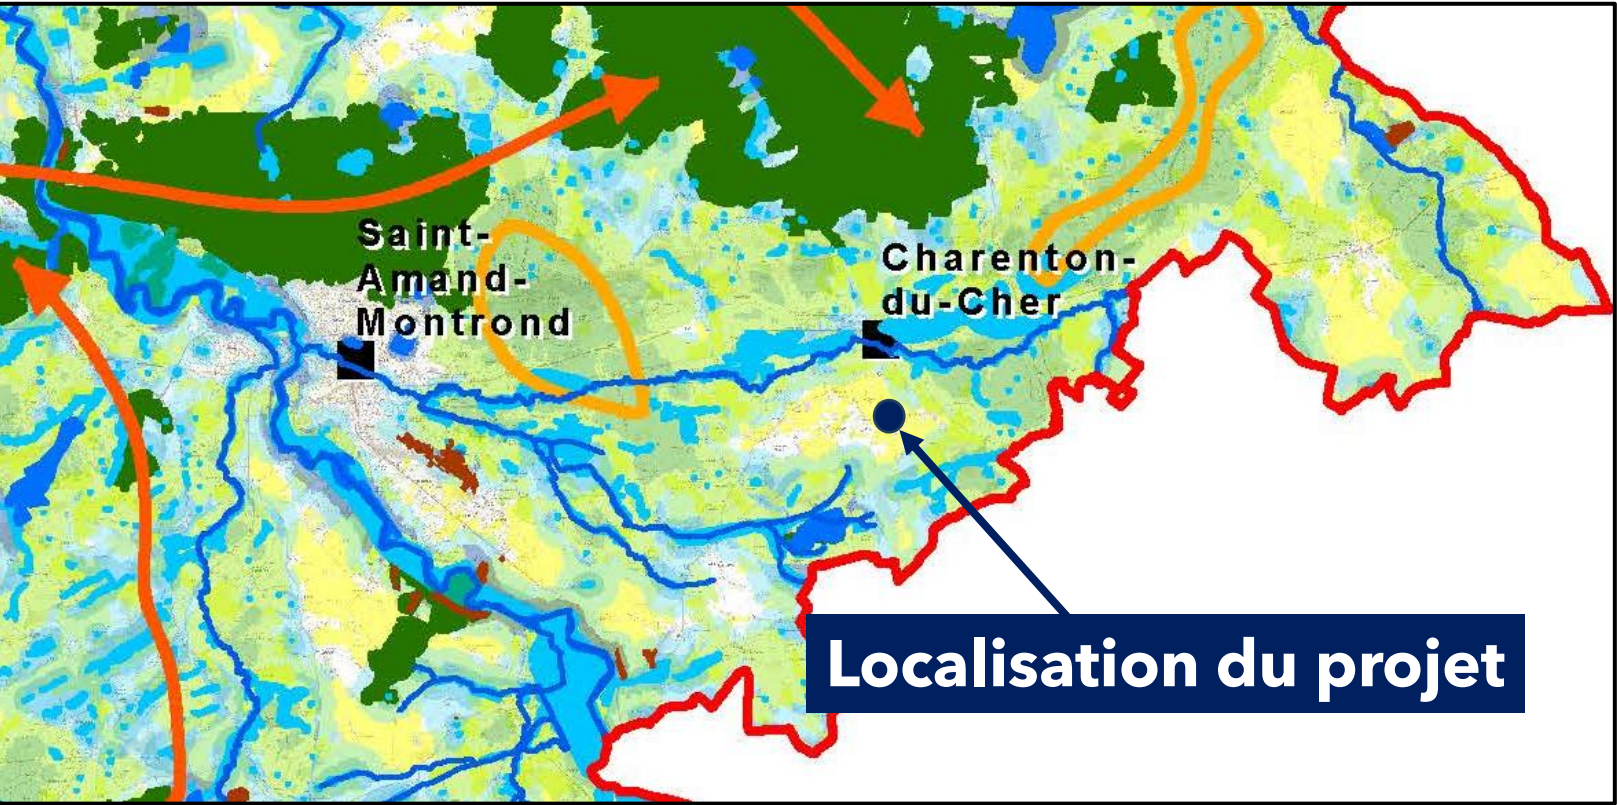 Saint-
Amand-
Montrond
Charenton-
du-Cher
Localisation du projet